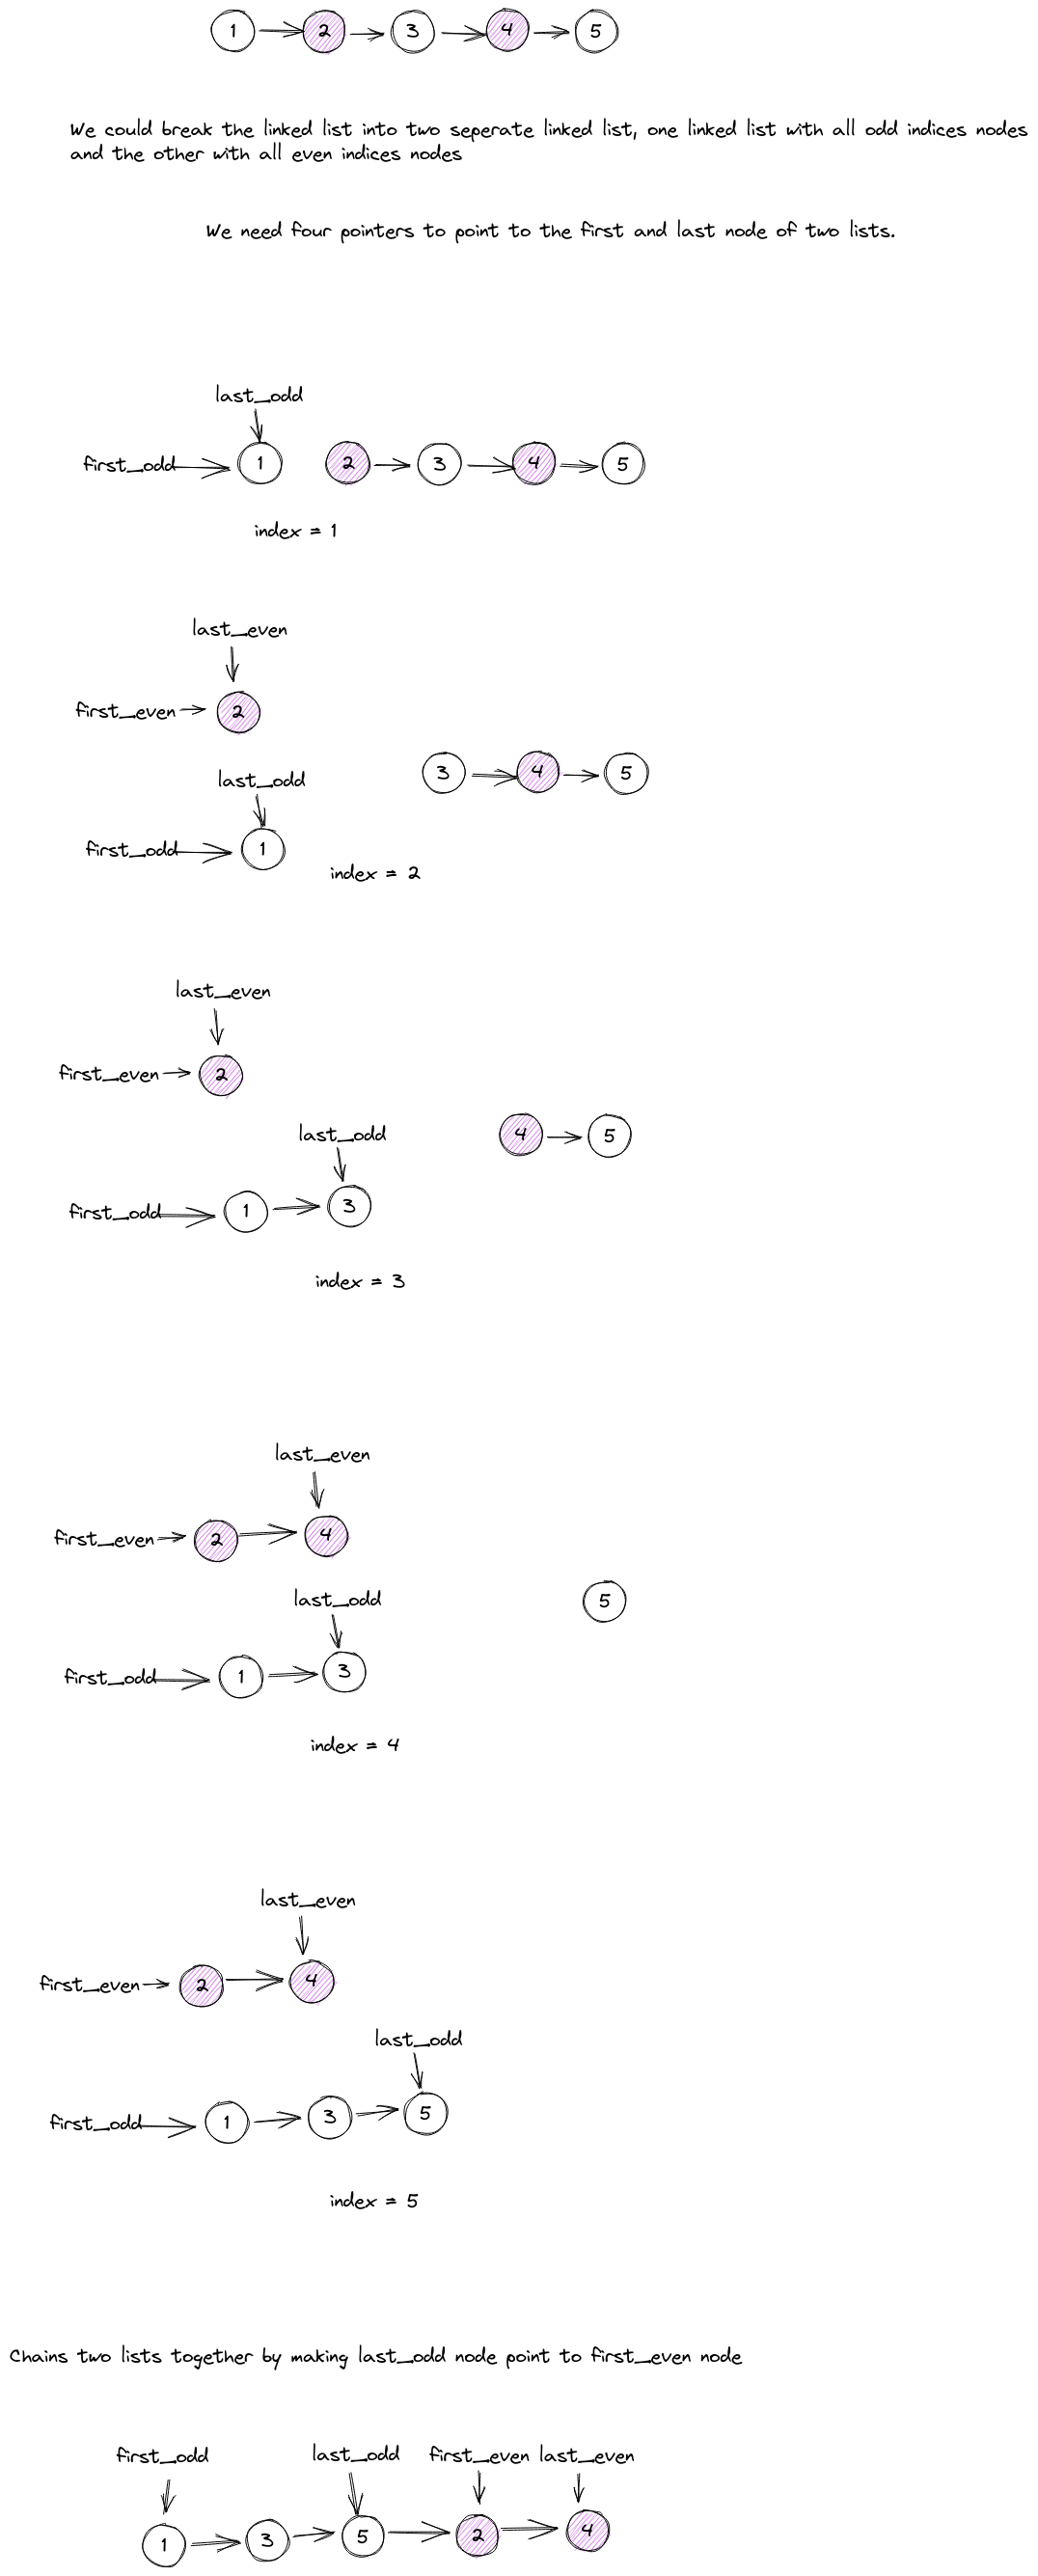 1 2 3 4 5
We could break the linked list into two seperate linked list, one linked list with all odd indices nodes
and the other with all even indices nodes
We need four pointers to point to the first and last node of two lists.
last_odd
first_odd 1 2 3 4 5
index = 1
last_even
first_even 2
last_odd 3 4 5
first_odd 1
index = 2
last_even
first_even 2
last_odd 4 5
first_odd 1 3
index = 3
last_even
first_even 2 4
last_odd 5
first_odd 1 3
index = 4
last_even
first_even 2 4
last_odd
first_odd 1 3 5
index = 5
Chains two lists together by making last_odd node point to first_even node
first_odd last_odd first_even last_even
1 3 5 2 4